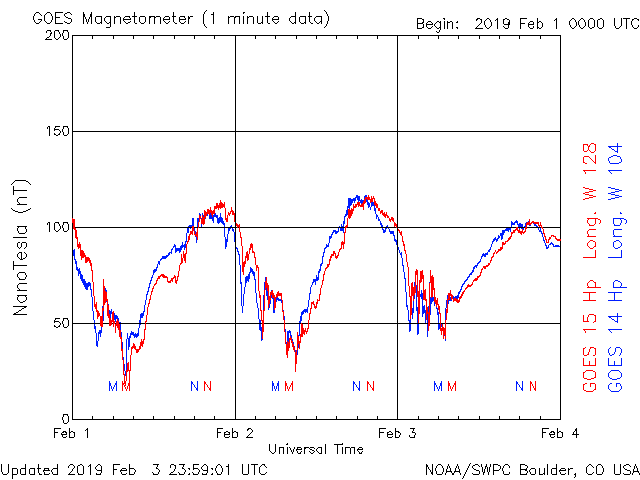 GOES Magnetometer (1 minute data)
Begin: 2019 Feb 1 0000 UTC
200
150
100
50
0
NanoTesla (nT)
M M N N M M N N M M N N
Feb 1 Feb 2 Feb 3 Feb 4
Universal Time
GOES 15 Hp Long. W 128
GOES 14 Hp Long. W 104
Updated 2019 Feb 3 23:59:01 UTC
NOAA/SWPC Boulder, CO USA